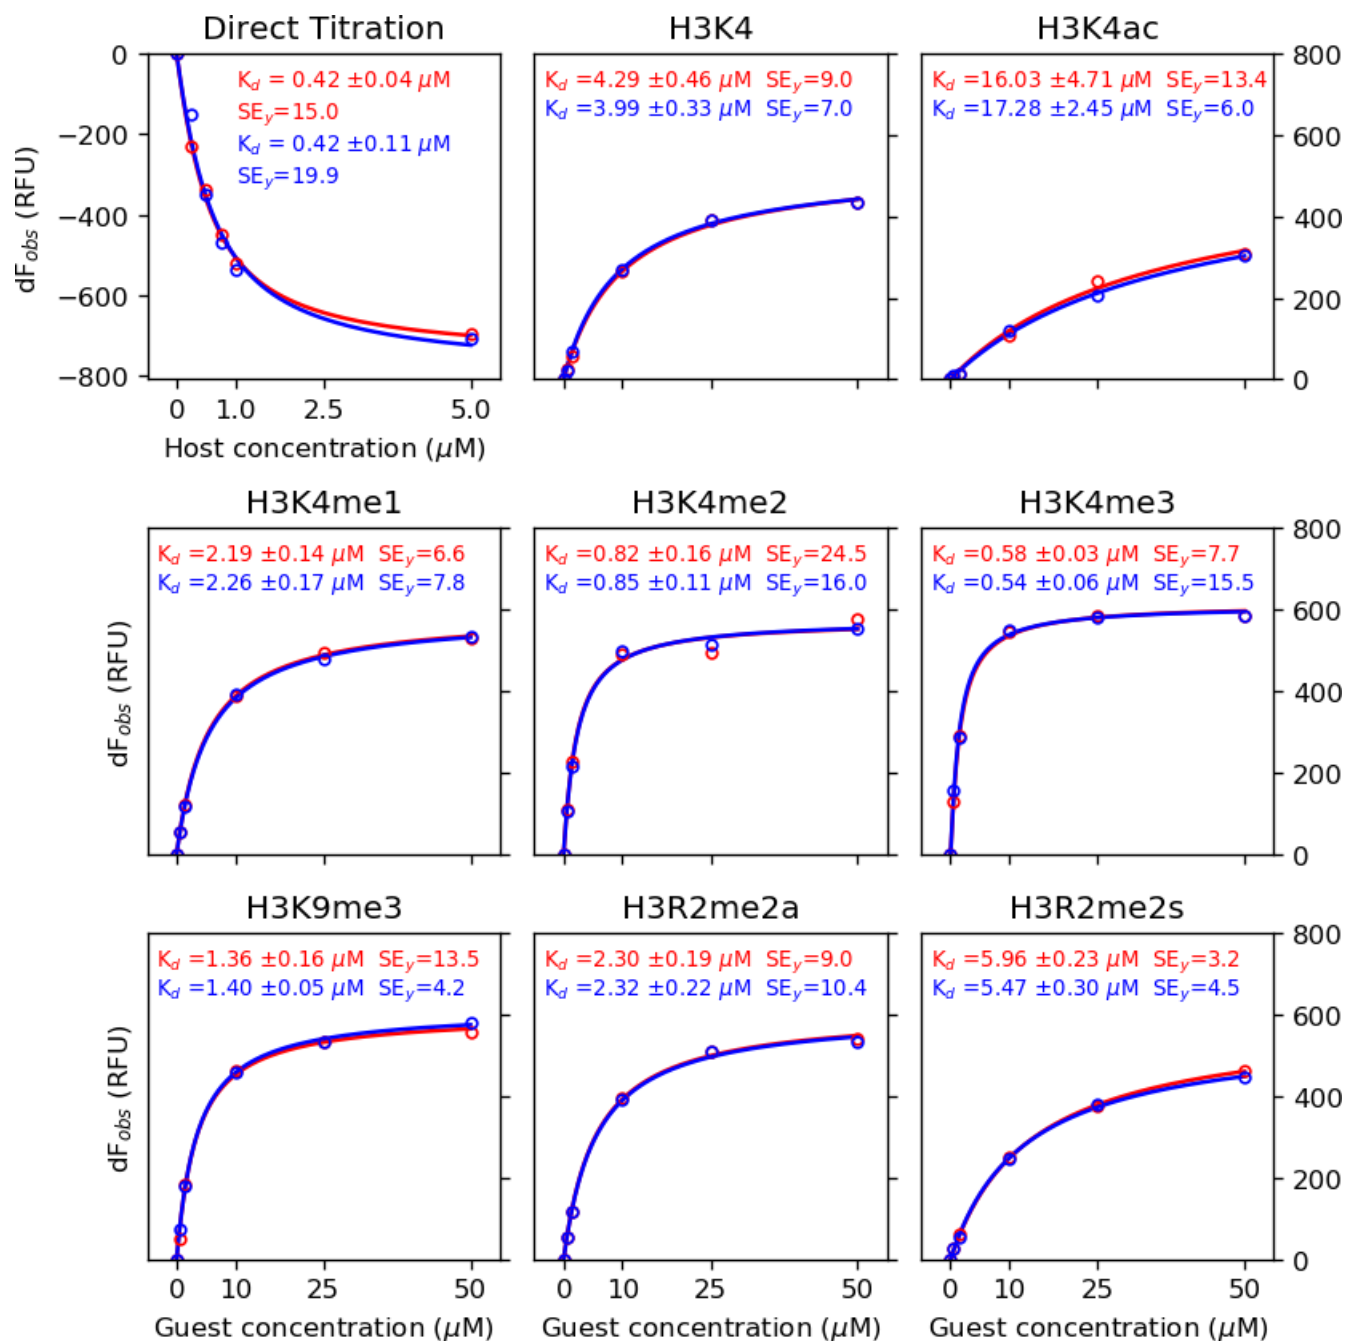 Direct Titration
H3K4
H3K4ac
0
−200
−400
−600
−800
dF_obs (RFU)
K_d = 0.42 ±0.04 μM
SE_y=15.0
K_d = 0.42 ±0.11 μM
SE_y=19.9
K_d =4.29 ±0.46 μM SE_y=9.0
K_d =3.99 ±0.33 μM SE_y=7.0
K_d =16.03 ±4.71 μM SE_y=13.4
K_d =17.28 ±2.45 μM SE_y=6.0
800
600
400
200
0
0 1.0 2.5 5.0
Host concentration (μM)
H3K4me1
H3K4me2
H3K4me3
dF_obs (RFU)
K_d =2.19 ±0.14 μM SE_y=6.6
K_d =2.26 ±0.17 μM SE_y=7.8
K_d =0.82 ±0.16 μM SE_y=24.5
K_d =0.85 ±0.11 μM SE_y=16.0
K_d =0.58 ±0.03 μM SE_y=7.7
K_d =0.54 ±0.06 μM SE_y=15.5
800
600
400
200
0
H3K9me3
H3R2me2a
H3R2me2s
dF_obs (RFU)
K_d =1.36 ±0.16 μM SE_y=13.5
K_d =1.40 ±0.05 μM SE_y=4.2
K_d =2.30 ±0.19 μM SE_y=9.0
K_d =2.32 ±0.22 μM SE_y=10.4
K_d =5.96 ±0.23 μM SE_y=3.2
K_d =5.47 ±0.30 μM SE_y=4.5
800
600
400
200
0
0 10 25 50
0 10 25 50
0 10 25 50
Guest concentration (μM)
Guest concentration (μM)
Guest concentration (μM)